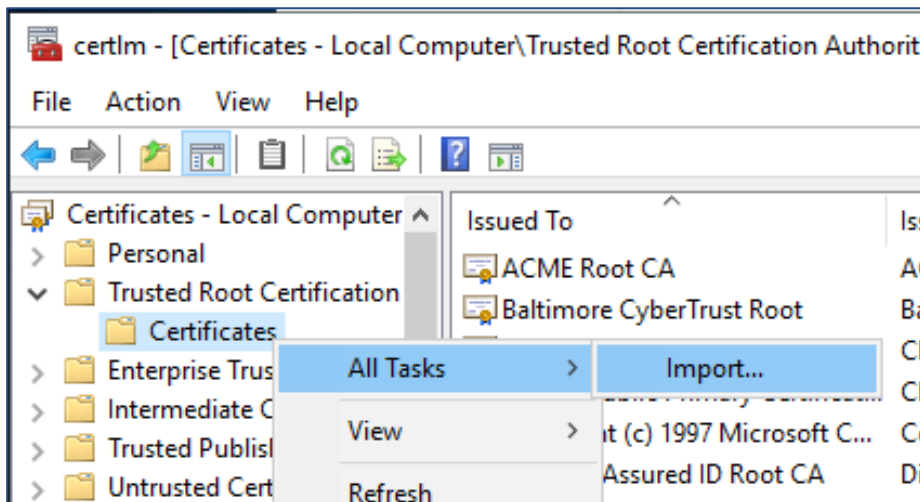 certlm - [Certificates - Local Computer\Trusted Root Certification Authorit
File Action View Help
Certificates - Local Computer
Issued To
Personal
ACME Root CA
Trusted Root Certification
Baltimore CyberTrust Root
Certificates
All Tasks
Import...
Enterprise Trus
Intermediate C
View
t (c) 1997 Microsoft C...
Trusted Publisl
Assured ID Root CA
Untrusted Cert
Refresh